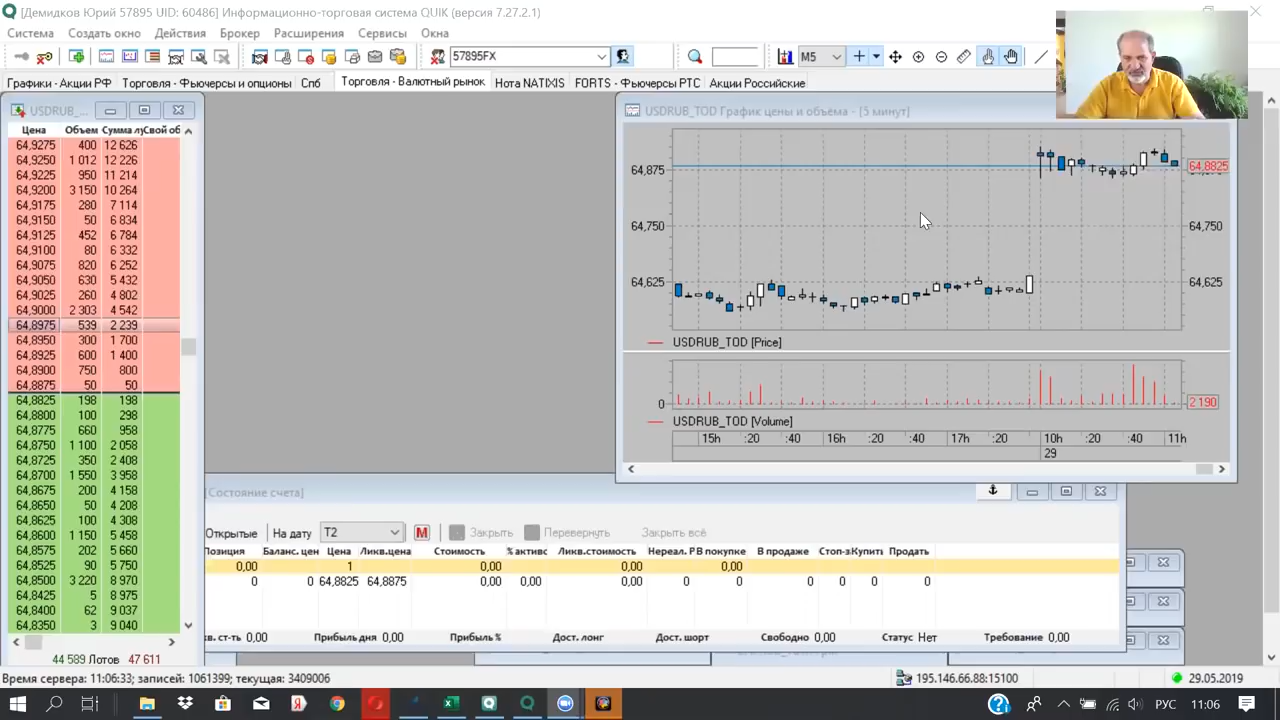 [Демидков Юрий 57895 UID: 60486] Информационно-торговая система QUIK (версия 7.27.2.1)
Система Создать окно Действия Брокер Расширения Сервисы Окна
57895FX M5
Графики - Акции РФ Торговля - Фьючерсы и опционы Спб Торговля - Валютный рынок Нота NATIXIS FORTS - Фьючерсы РТС Акции Российские
USDRUB_...
Цена Объем Сумма лу Свой об
64,9275 400 12 626
64,9250 1 012 12 226
64,9225 950 11 214
64,9200 3 150 10 264
64,9175 280 7 114
64,9150 50 6 834
64,9125 452 6 784
64,9100 80 6 332
64,9075 820 6 252
64,9050 630 5 432
64,9025 260 4 802
64,9000 2 303 4 542
64,8975 539 2 239
64,8950 300 1 700
64,8925 600 1 400
64,8900 750 800
64,8875 50 50
64,8825 198 198
64,8800 100 298
64,8775 660 958
64,8750 1 100 2 058
64,8725 350 2 408
64,8700 1 550 3 958
64,8675 200 4 158
64,8650 50 4 208
64,8625 100 4 308
64,8600 1 150 5 458
64,8575 202 5 660
64,8525 90 5 750
64,8500 3 220 8 970
64,8425 5 8 975
64,8400 62 9 037
64,8350 3 9 040
44 589 Лотов 47 611
USDRUB_TOD График цены и объёма - [5 минут]
64,875 64,8825
64,750 64,750
64,625 64,625
USDRUB_TOD [Price]
0 2 190
USDRUB_TOD [Volume]
15h :20 :40 16h :20 :40 17h :20 10h :20 :40 11h
29
[Состояние счета]
Открытые На дату T2 M Закрыть Перевернуть Закрыть всё
Позиция Баланс. цен Цена Ликв.цена Стоимость % активс Ликв.стоимость Нереал. Р В покупке В продаже Стоп-з Купить Продать
0,00 1 0,00 0,00 0,00
0 0 64,8825 64,8875 0,00 0,00 0,00 0 0 0 0 0 0
кв. ст-ть 0,00 Прибыль дня 0,00 Прибыль % Дост. лонг Дост. шорт Свободно 0,00 Статус Нет Требование 0,00
Время сервера: 11:06:33; записей: 1061399; текущая: 3409006 195.146.66.88:15100 29.05.2019
РУС 11:06